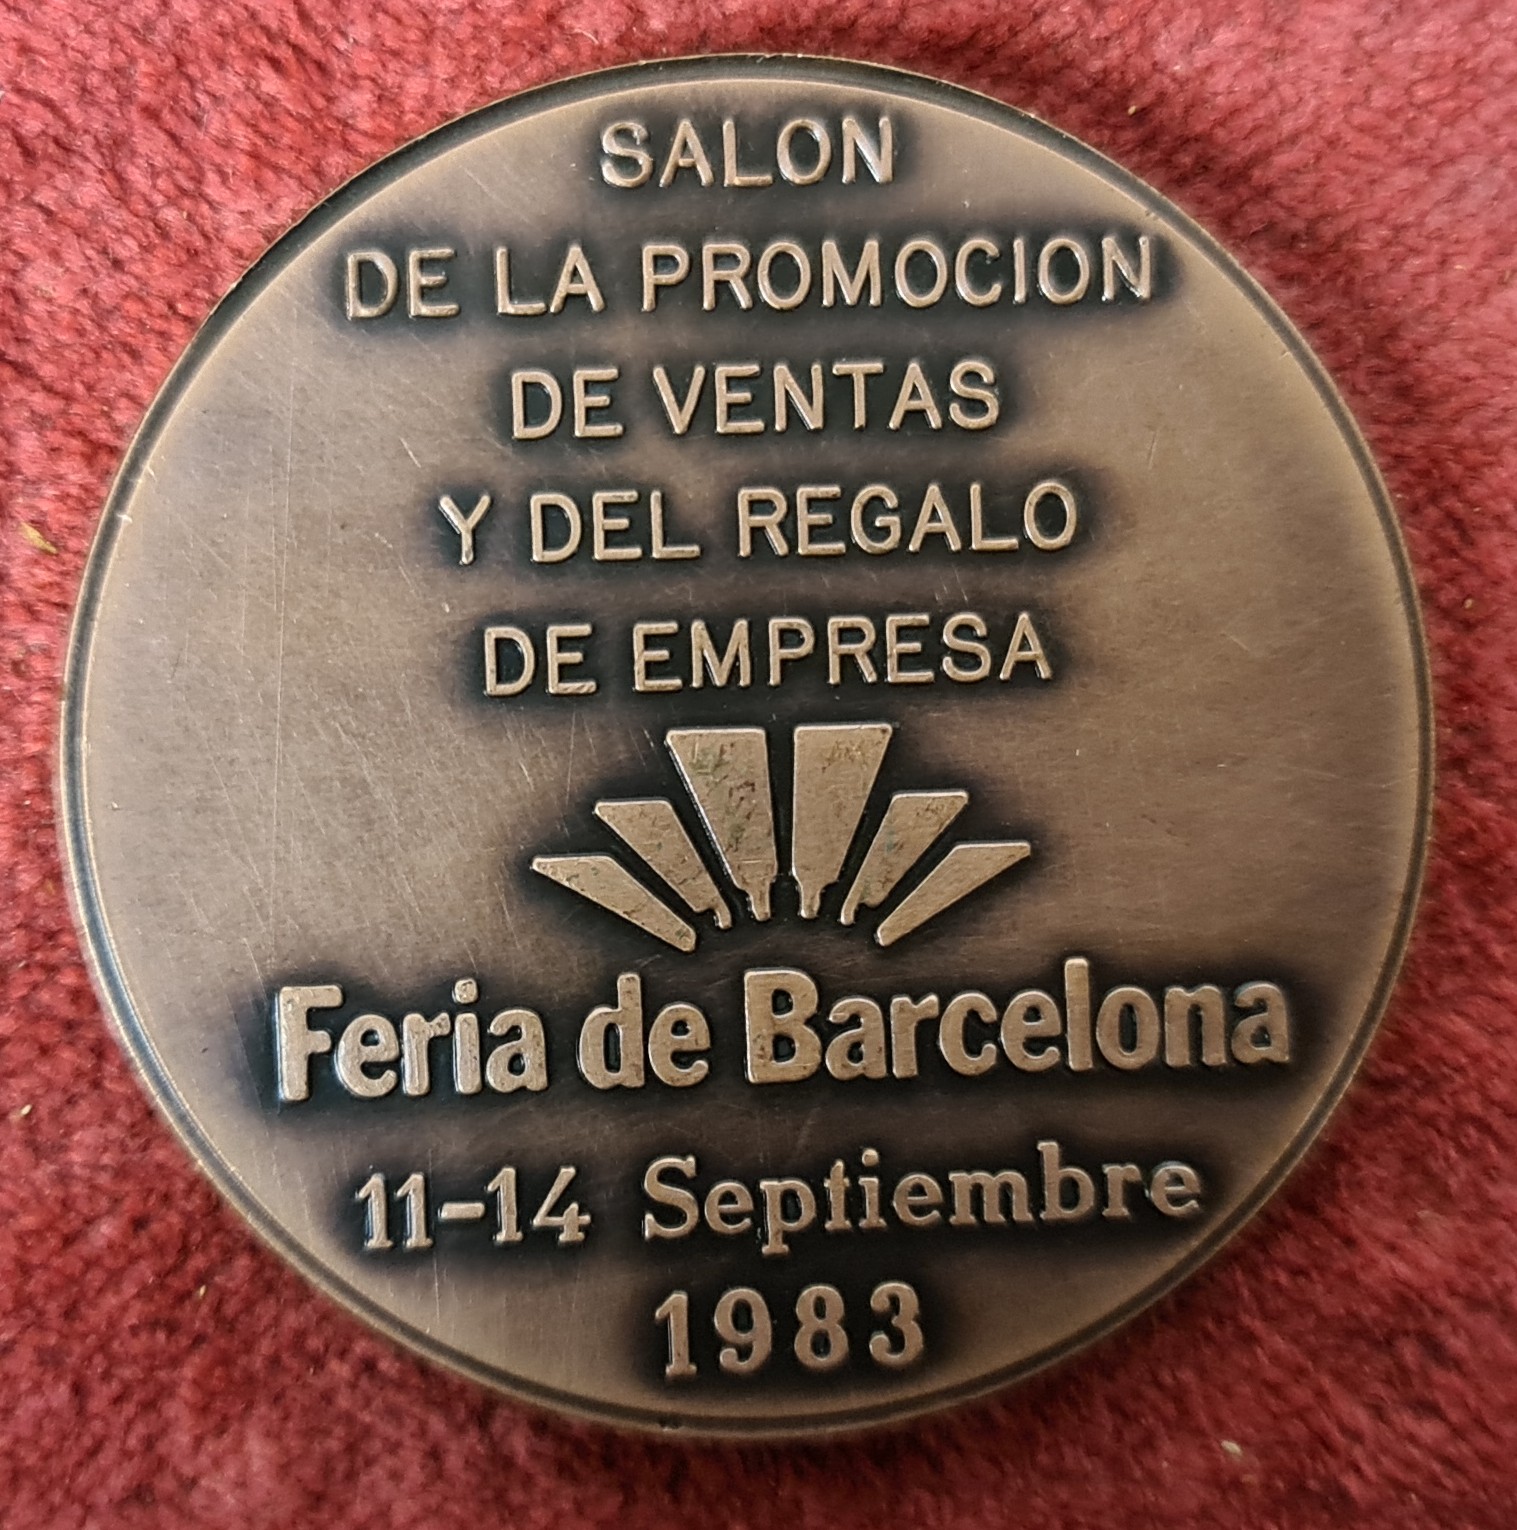 SALON
DE LA PROMOCION
DE VENTAS
Y DEL REGALO
DE EMPRESA
Feria de Barcelona
11-14 Septiembre
1983